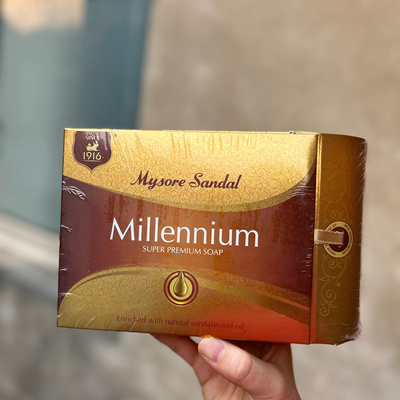 SINCE
1916
Mysore Sandal
Millennium
SUPER PREMIUM SOAP
Enriched with natural sandalwood oil